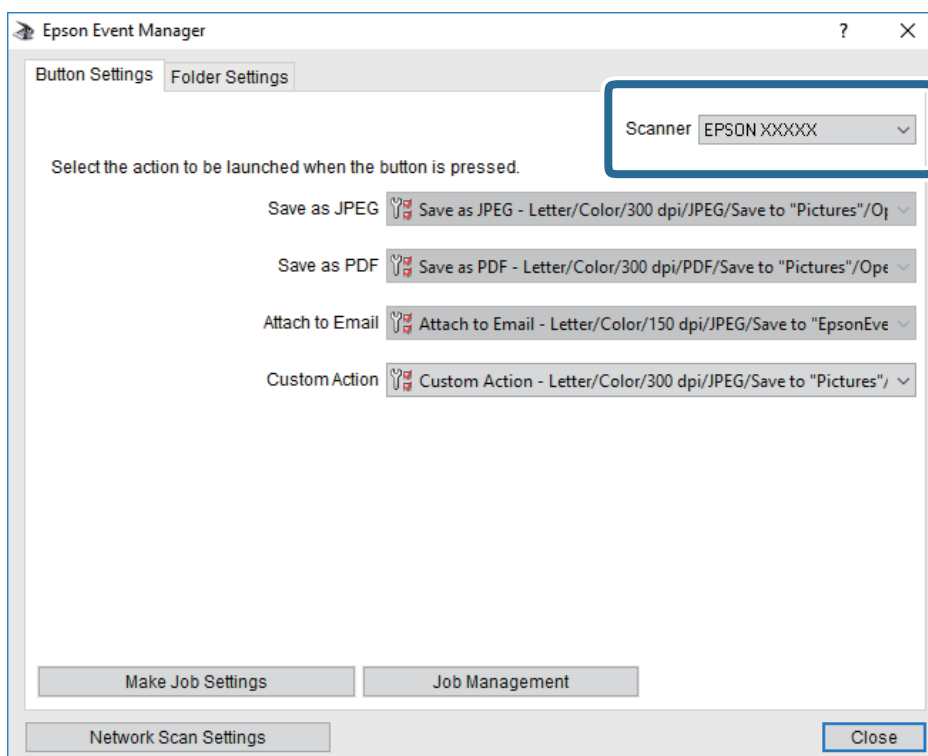 Epson Event Manager
Button Settings Folder Settings
Scanner EPSON XXXXX
Select the action to be launched when the button is pressed.
Save as JPEG Save as JPEG - Letter/Color/300 dpi/JPEG/Save to "Pictures"/Op
Save as PDF Save as PDF - Letter/Color/300 dpi/PDF/Save to "Pictures"/Ope
Attach to Email Attach to Email - Letter/Color/150 dpi/JPEG/Save to "EpsonEve
Custom Action Custom Action - Letter/Color/300 dpi/JPEG/Save to "Pictures"/
Make Job Settings Job Management
Network Scan Settings Close